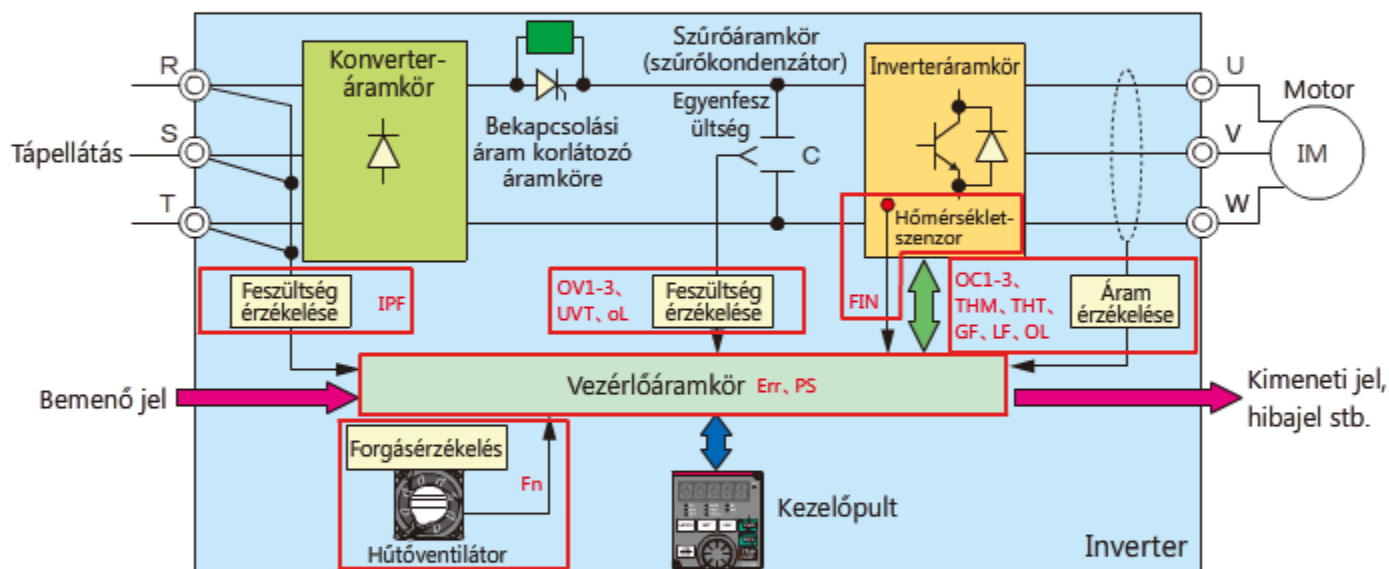 R
S
T
Tápellátás
Konverter-
áramkör
Bekapcsolási
áram korlátozó
áramköre
Szűrőáramkör
(szűrőkondenzátor)
Egyenfesz
ültség
C
Inverteráramkör
Hőmérséklet-
szenzor
U
V
W
Motor
IM
Feszültség
érzékelése
IPF
OV1-3、
UVT、oL
Feszültség
érzékelése
FIN
OC1-3、
THM、THT、
GF、LF、OL
Áram
érzékelése
Bemenő jel
Vezérlőáramkör
Err、PS
Kimeneti jel,
hibajel stb.
Forgásérzékelés
Fn
Hűtőventilátor
Kezelőpult
Inverter